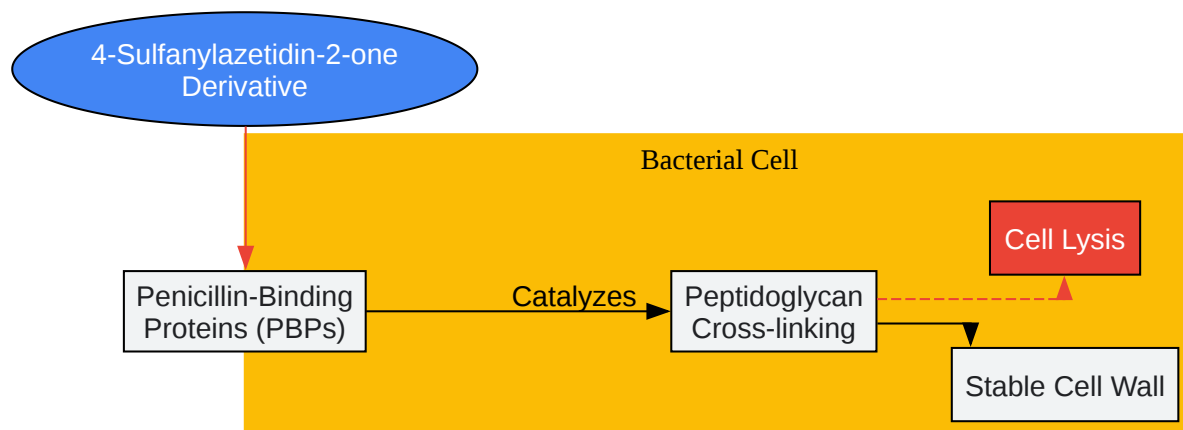 4-Sulfanylazetidin-2-one
Derivative
Bacterial Cell
Cell Lysis
Penicillin-Binding
Proteins (PBPs)
Catalyzes
Peptidoglycan
Cross-linking
Stable Cell Wall